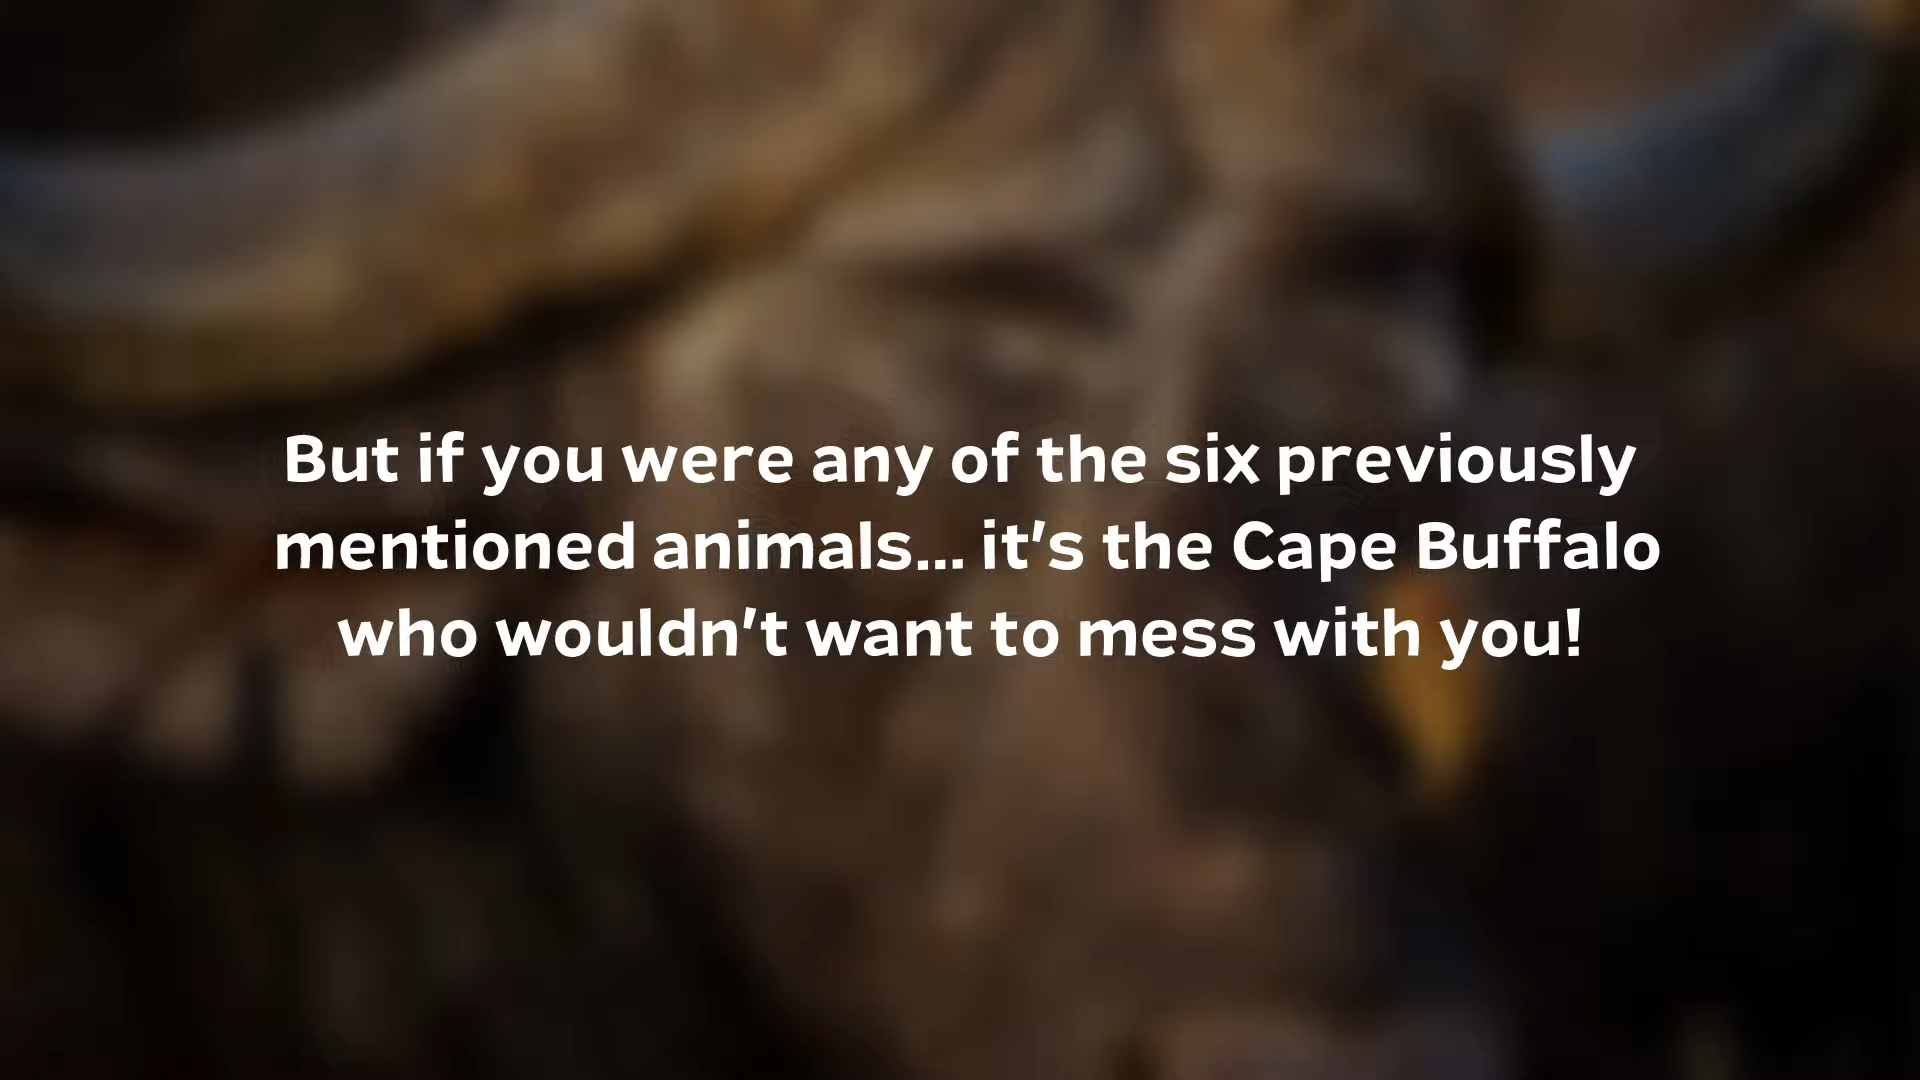 But if you were any of the six previously
mentioned animals... it's the Cape Buffalo
who wouldn't want to mess with you!